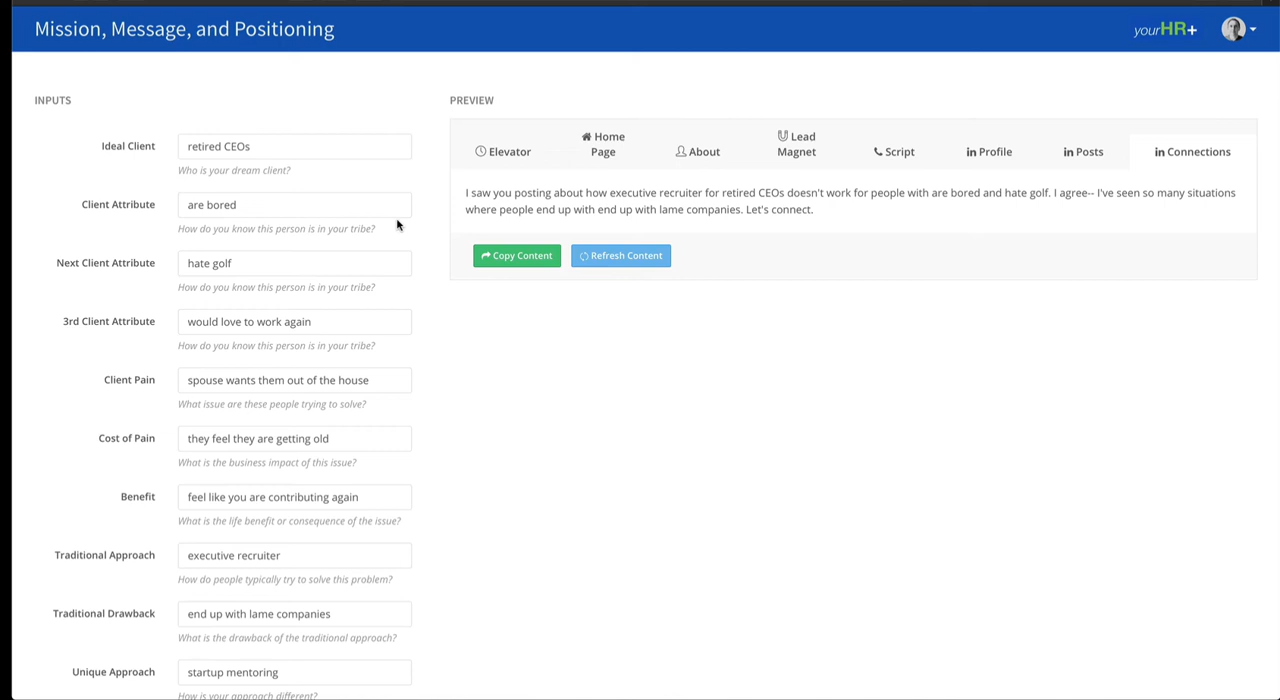 Mission, Message, and Positioning
yourHR+
INPUTS
Ideal Client
retired CEOs
Who is your dream client?
Client Attribute
are bored
How do you know this person is in your tribe?
Next Client Attribute
hate golf
How do you know this person is in your tribe?
3rd Client Attribute
would love to work again
How do you know this person is in your tribe?
Client Pain
spouse wants them out of the house
What issue are these people trying to solve?
Cost of Pain
they feel they are getting old
What is the business impact of this issue?
Benefit
feel like you are contributing again
What is the life benefit or consequence of the issue?
Traditional Approach
executive recruiter
How do people typically try to solve this problem?
Traditional Drawback
end up with lame companies
What is the drawback of the traditional approach?
Unique Approach
startup mentoring
How is your approach different?
PREVIEW
Elevator
Home
Page
About
Lead
Magnet
Script
in Profile
in Posts
in Connections
I saw you posting about how executive recruiter for retired CEOs doesn't work for people with are bored and hate golf. I agree-- I've seen so many situations
where people end up with end up with lame companies. Let's connect.
Copy Content
Refresh Content